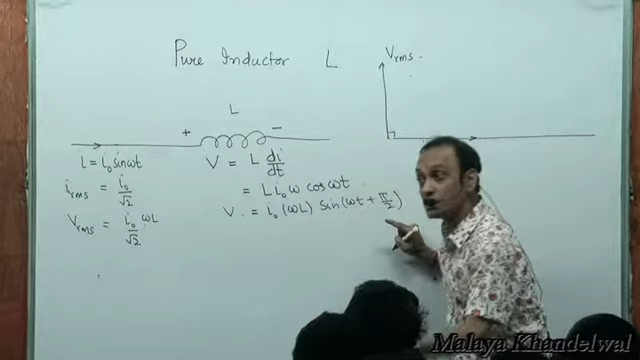 Pure Inductor L
Vrms.
L
+ −
i = i₀ sin ωt
V = L di/dt
irms = i₀/√2
= L i₀ ω cos ωt
Vrms = i₀/√2 ωL
V = i₀ (ωL) sin(ωt + π/2)
Malaya Khandelwal